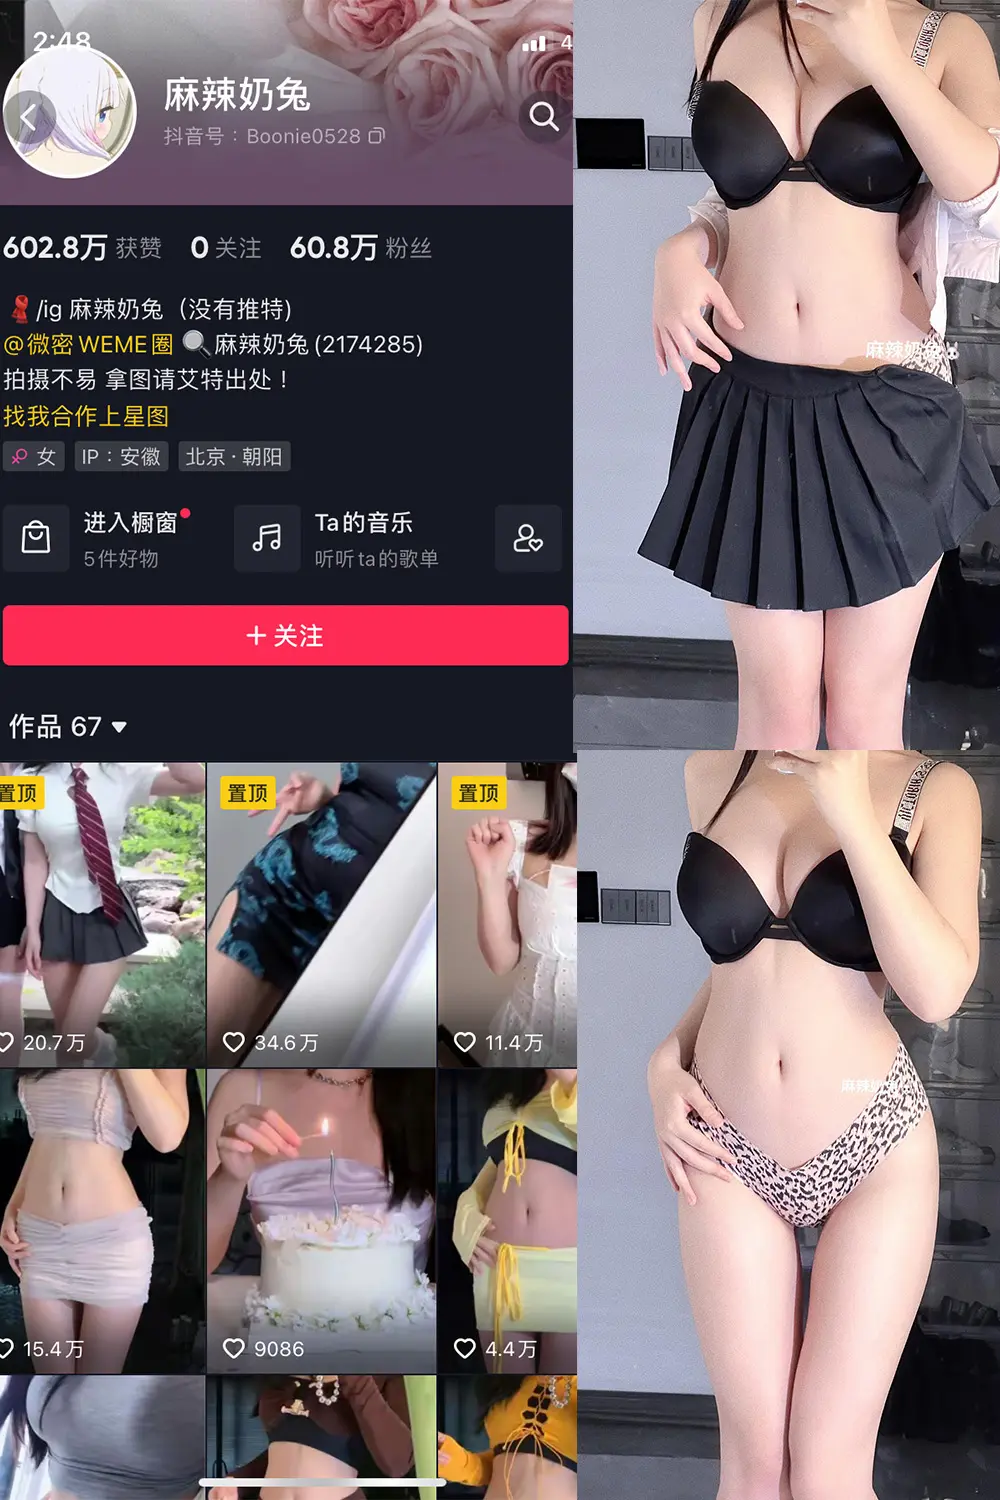 2:48
4
麻辣奶兔
抖音号：Boonie0528
602.8万 获赞 0 关注 60.8万 粉丝
/ig 麻辣奶兔（没有推特)
@微密 WEME圈 麻辣奶兔(2174285)
拍摄不易 拿图请艾特出处！
找我合作上星图
女 IP：安徽 北京·朝阳
进入橱窗
5件好物
Ta的音乐
听听ta的歌单
+ 关注
作品 67
置顶 置顶 置顶
20.7万 34.6万 11.4万
15.4万 9086 4.4万
麻辣奶兔